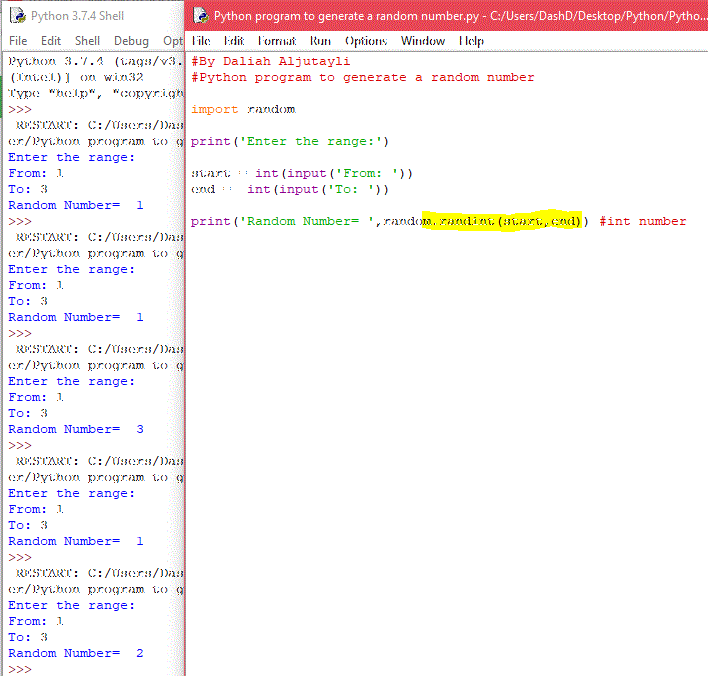 Python 3.7.4 Shell
File Edit Shell Debug Opt
Python 3.7.4 (tags/v3.
(Intel)] on win32
Type "help", "copyrigh
>>>
RESTART: C:/Users/Das
er/Python program to g
Enter the range:
From: 1
To: 3
Random Number=  1
>>>
RESTART: C:/Users/Das
er/Python program to g
Enter the range:
From: 1
To: 3
Random Number=  1
>>>
RESTART: C:/Users/Das
er/Python program to g
Enter the range:
From: 1
To: 3
Random Number=  3
>>>
RESTART: C:/Users/Das
er/Python program to g
Enter the range:
From: 1
To: 3
Random Number=  1
>>>
RESTART: C:/Users/Das
er/Python program to g
Enter the range:
From: 1
To: 3
Random Number=  2
>>>
Python program to generate a random number.py - C:/Users/DashD/Desktop/Python/Pytho...
File Edit Format Run Options Window Help
#By Daliah Aljutayli
#Python program to generate a random number
import random
print('Enter the range:')
start = int(input('From: '))
end =  int(input('To: '))
print('Random Number= ',random.randint(start,end)) #int number